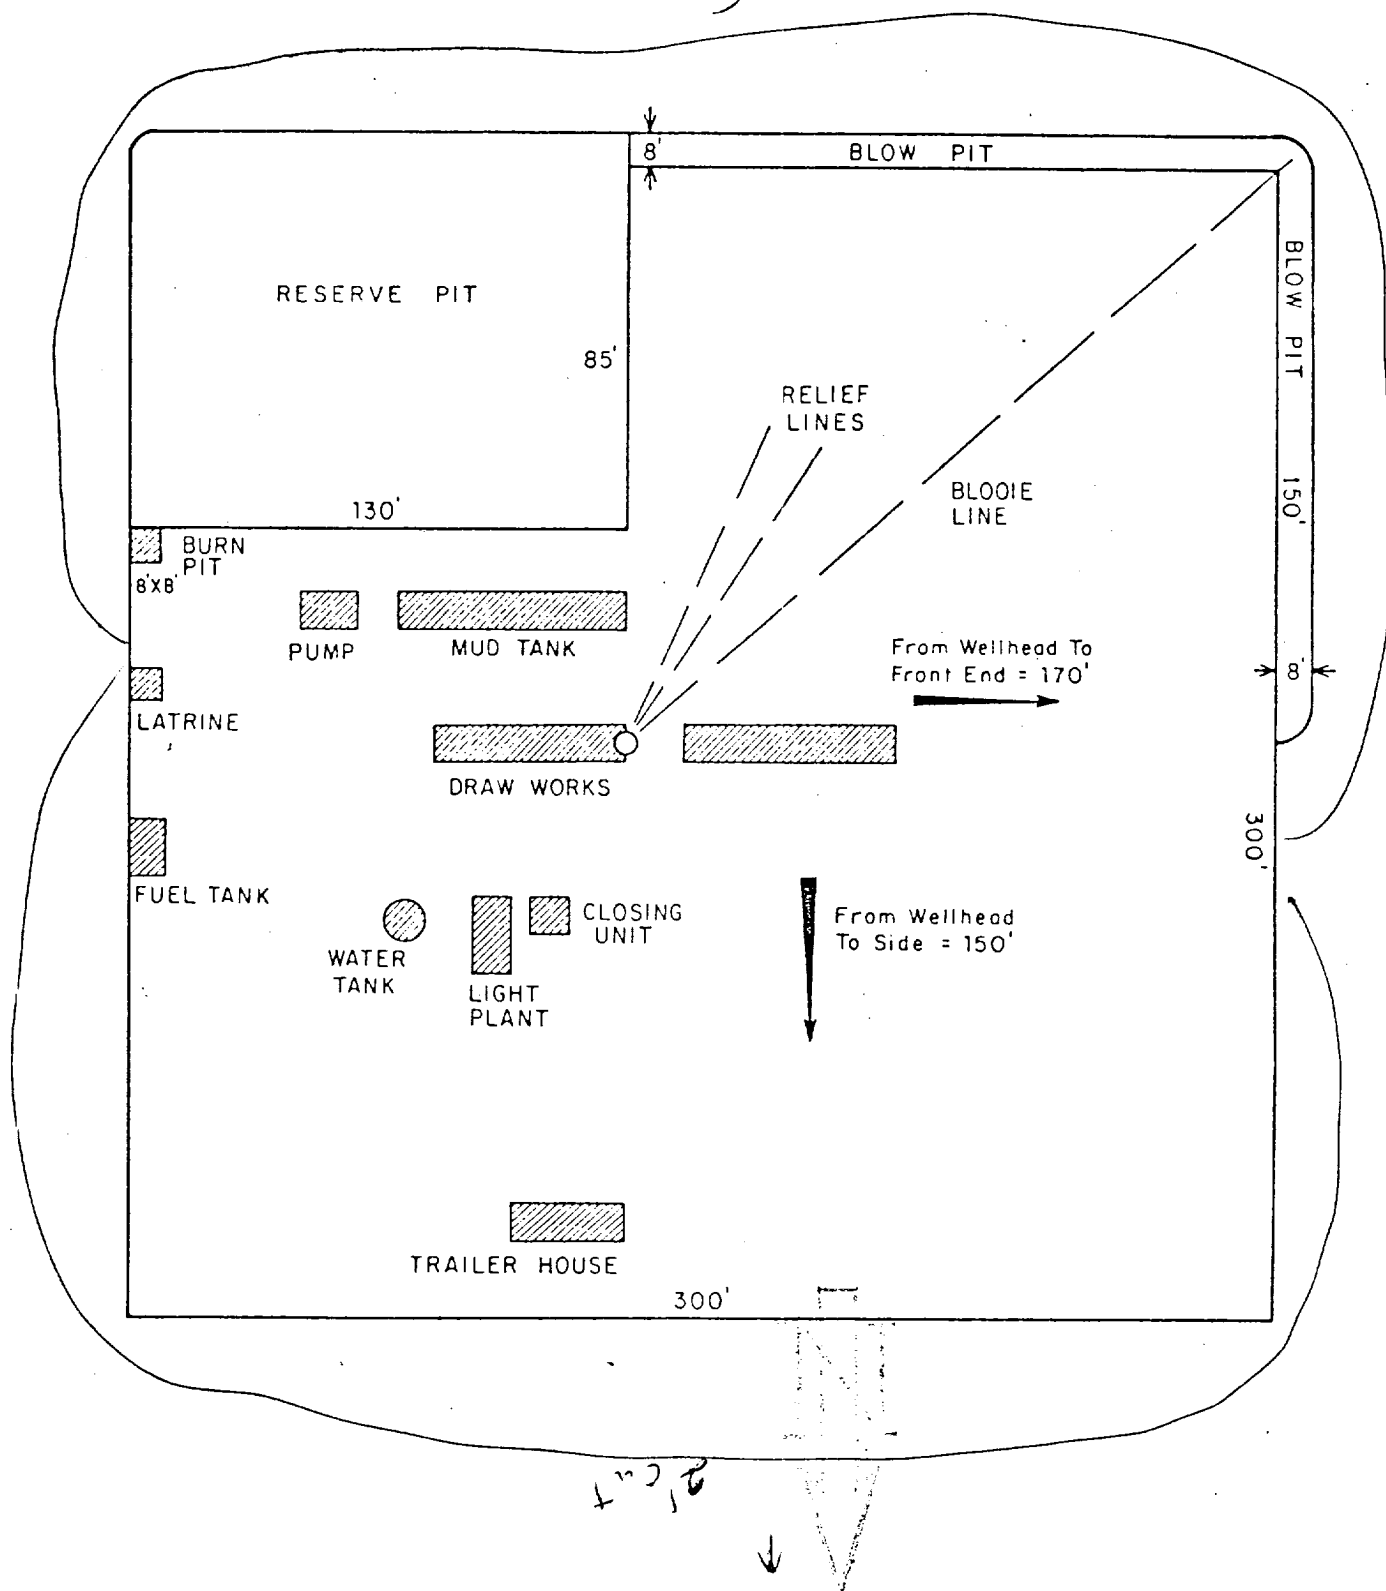 8'
BLOW PIT
BLOW PIT
RESERVE PIT
85'
RELIEF
LINES
130'
BLOOIE
LINE
150'
BURN
PIT
8'X8'
PUMP
MUD TANK
From Wellhead To
Front End = 170'
8'
LATRINE
DRAW WORKS
300'
FUEL TANK
CLOSING
UNIT
From Wellhead
To Side = 150'
WATER
TANK
LIGHT
PLANT
TRAILER HOUSE
300'
N
2' Cut